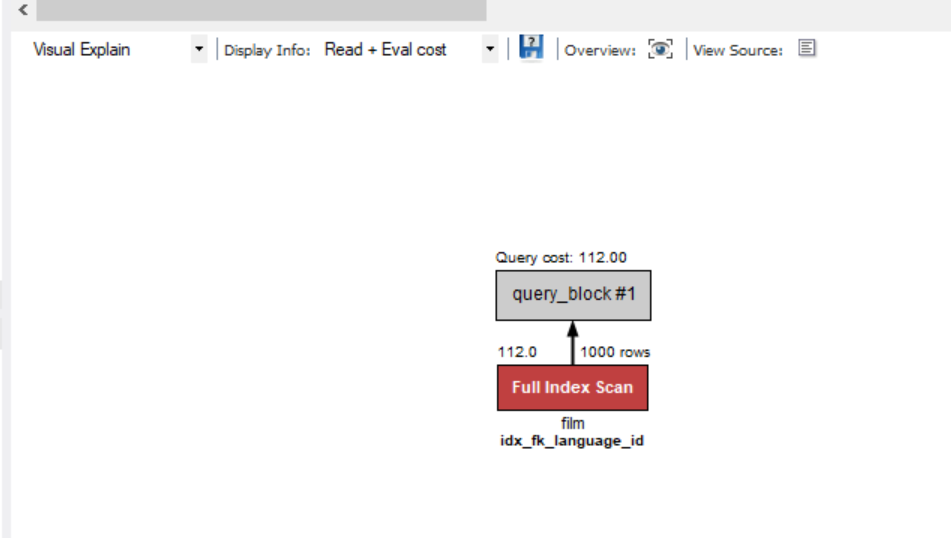 Visual Explain Display Info: Read + Eval cost ? Overview: View Source:
Query cost: 112.00
query_block #1
112.0 1000 rows
Full Index Scan
film
idx_fk_language_id